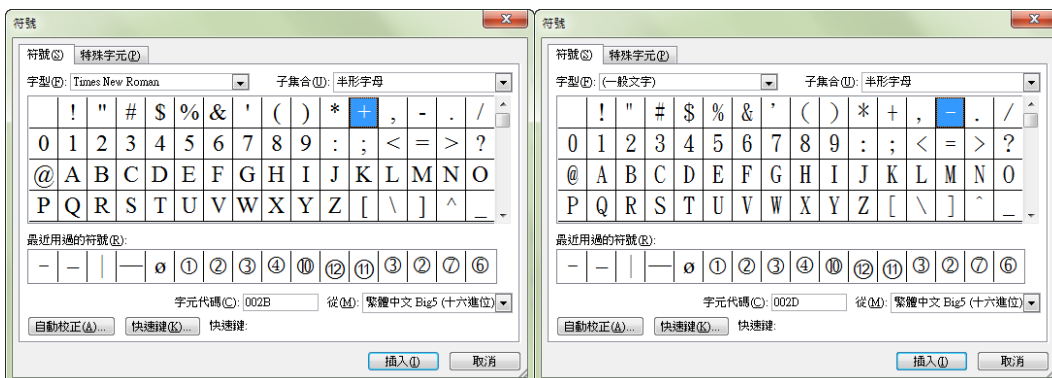 符號
符號(S) 特殊字元(P)
字型(F): Times New Roman 子集合(U): 半形字母
! " # $ % & ' ( ) * + , - . /
0 1 2 3 4 5 6 7 8 9 : ; < = > ?
@ A B C D E F G H I J K L M N O
P Q R S T U V W X Y Z [ \ ] ^ _
最近用過的符號(R):
– — │ — ø ① ② ③ ④ ⑩ ⑫ ⑪ ③ ② ⑦ ⑥
字元代碼(C): 002B 從(M): 繁體中文 Big5 (十六進位)
自動校正(A)... 快速鍵(K)... 快速鍵:
插入(I) 取消
符號
符號(S) 特殊字元(P)
字型(F): (一般文字) 子集合(U): 半形字母
! " # $ % & ' ( ) * + , - . /
0 1 2 3 4 5 6 7 8 9 : ; < = > ?
@ A B C D E F G H I J K L M N O
P Q R S T U V W X Y Z [ \ ] ^ _
最近用過的符號(R):
– — │ — ø ① ② ③ ④ ⑩ ⑫ ⑪ ③ ② ⑦ ⑥
字元代碼(C): 002D 從(M): 繁體中文 Big5 (十六進位)
自動校正(A)... 快速鍵(K)... 快速鍵:
插入(I) 取消